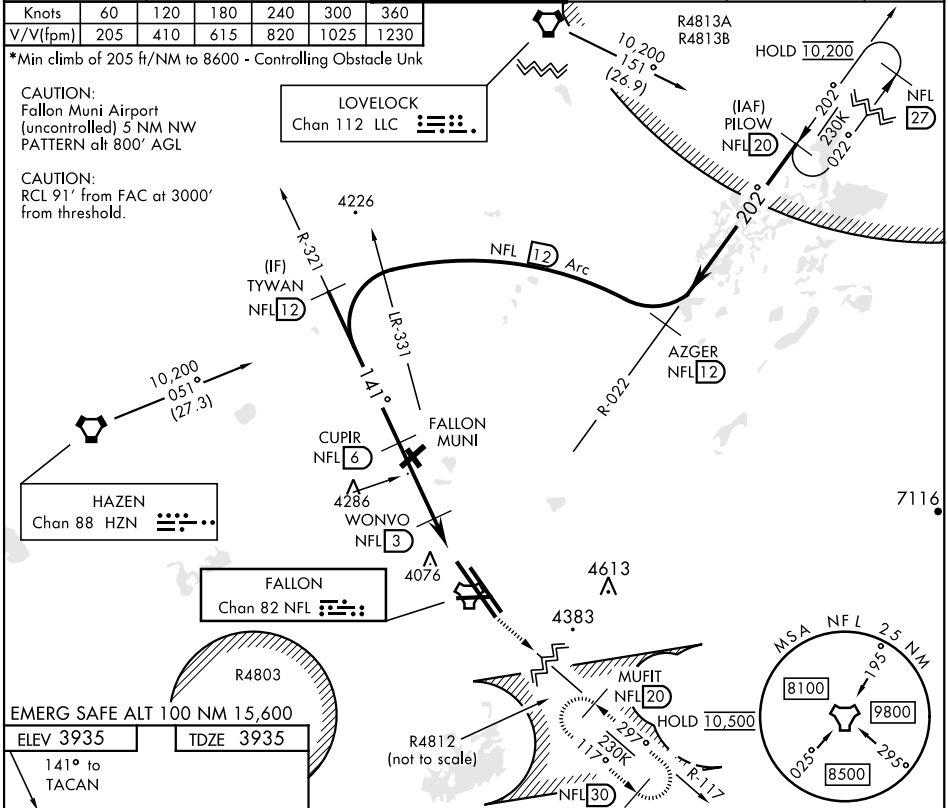 Knots 60 120 180 240 300 360
V/V(fpm) 205 410 615 820 1025 1230
*Min climb of 205 ft/NM to 8600 - Controlling Obstacle Unk
CAUTION:
Fallon Muni Airport
(uncontrolled) 5 NM NW
PATTERN alt 800' AGL
CAUTION:
RCL 91' from FAC at 3000'
from threshold.
LOVELOCK
Chan 112 LLC
10,200
151°
(26.9)
R4813A
R4813B
HOLD 10,200
202°
230K
022°
NFL
27
(IAF)
PILOW
NFL 20
202°
4226
R-321
(IF)
TYWAN
NFL 12
NFL 12 Arc
LR-331
AZGER
NFL 12
R-022
141°
10,200
051°
(27.3)
HAZEN
Chan 88 HZN
CUPIR
NFL 6
FALLON
MUNI
4286
WONVO
NFL 3
4076
7116
FALLON
Chan 82 NFL
4613
4383
R4803
R4812
(not to scale)
MUFIT
NFL 20
HOLD 10,500
297°
230K
117°
R-117
NFL 30
MSA NFL 25 NM
195°
8100
9800
025°
295°
8500
EMERG SAFE ALT 100 NM 15,600
ELEV 3935 TDZE 3935
141° to
TACAN